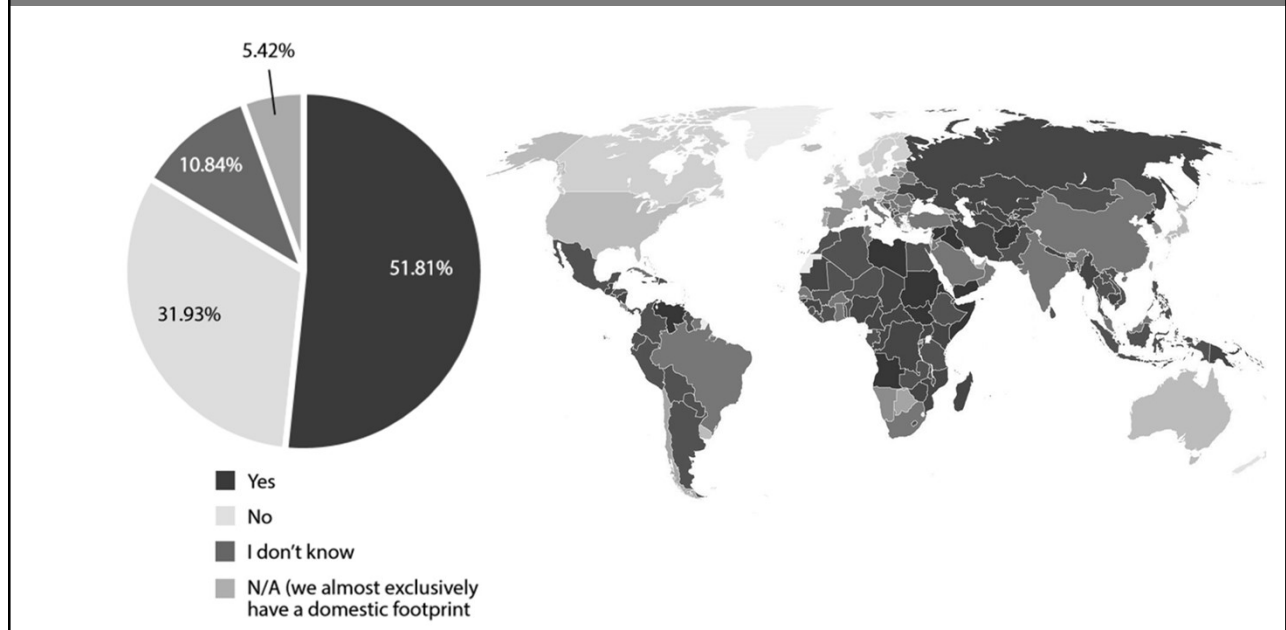 5.42%
10.84%
51.81%
31.93%
Yes
No
I don't know
N/A (we almost exclusively
have a domestic footprint